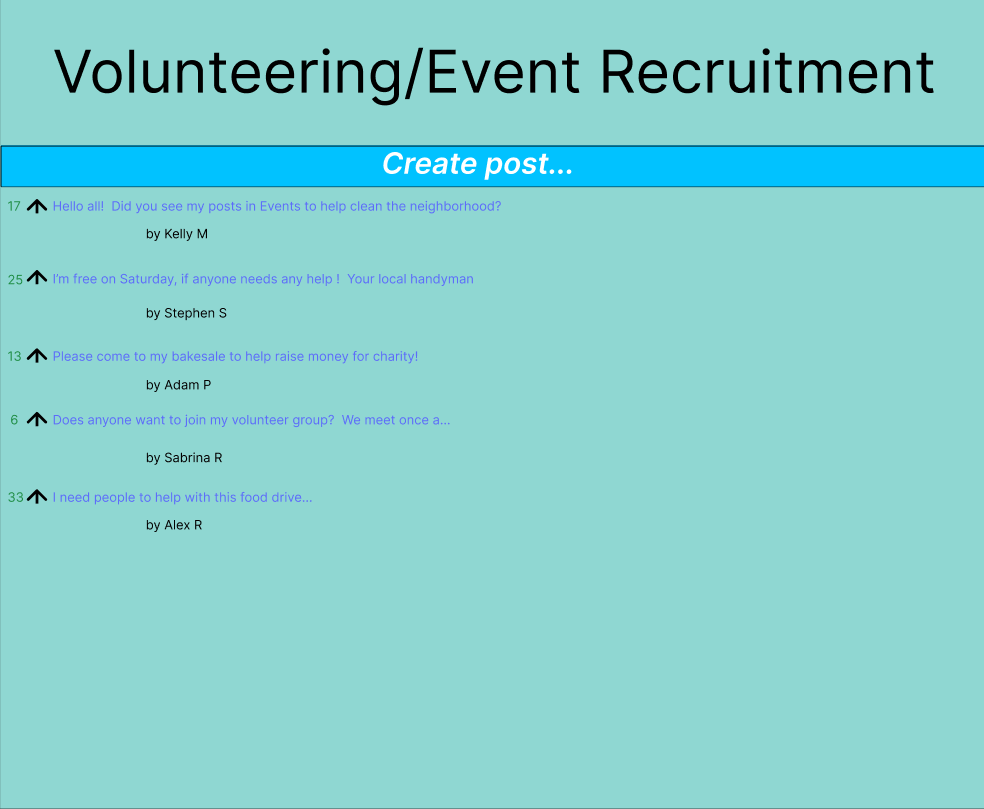 Volunteering/Event Recruitment
Create post...
17 Hello all!  Did you see my posts in Events to help clean the neighborhood?
by Kelly M
25 I'm free on Saturday, if anyone needs any help !  Your local handyman
by Stephen S
13 Please come to my bakesale to help raise money for charity!
by Adam P
6 Does anyone want to join my volunteer group?  We meet once a...
by Sabrina R
33 I need people to help with this food drive...
by Alex R